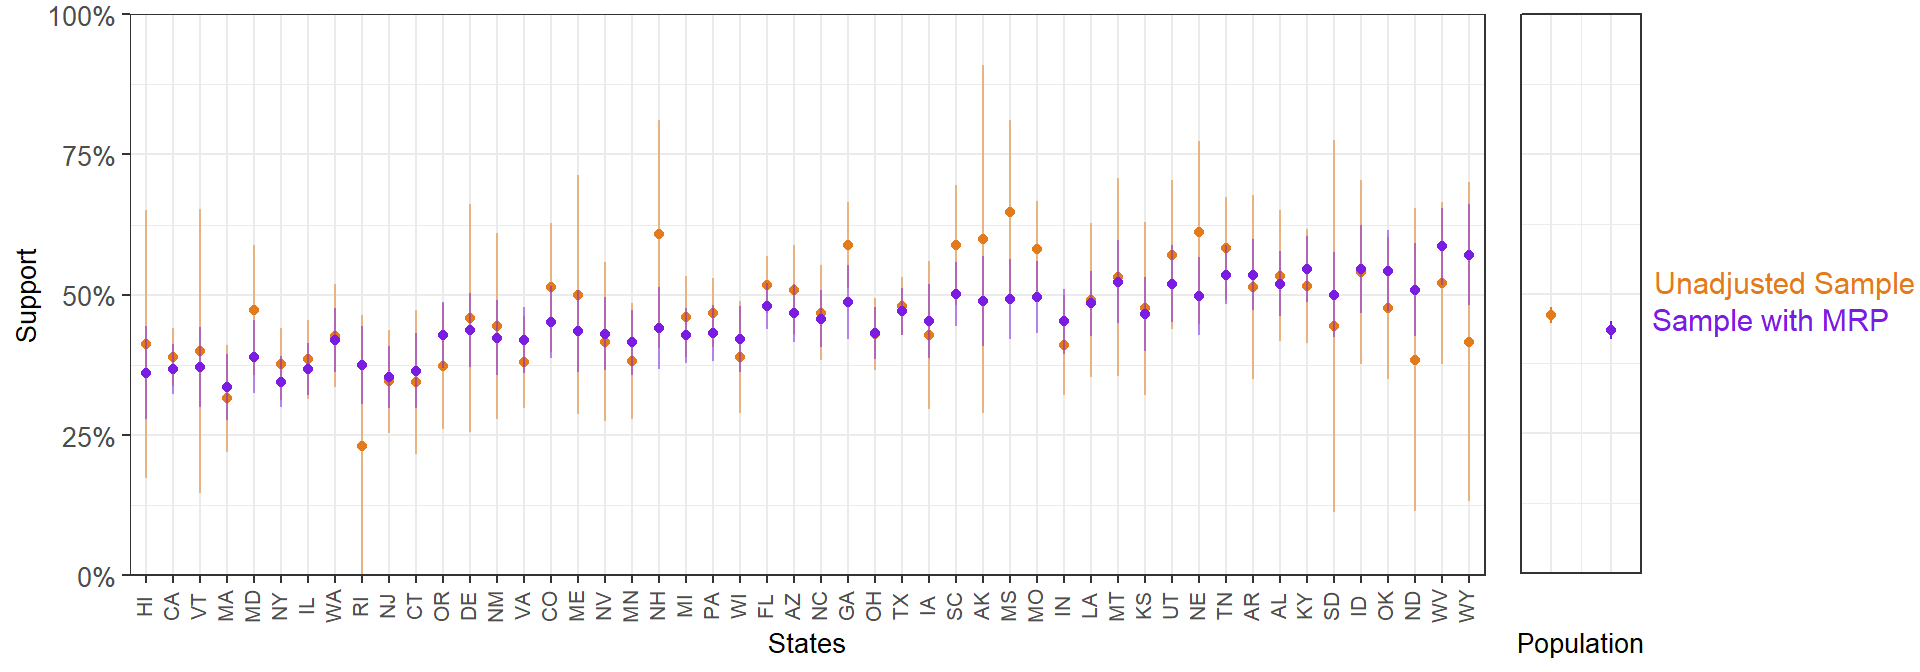 100%
75%
50%
25%
0%
Support
HI CA VT MA MD NY IL WA RI NJ CT OR DE NM VA CO ME NV MN NH MI PA WI FL AZ NC GA OH TX IA SC AK MS MO IN LA MT KS UT NE TN AR AL KY SD ID OK ND WV WY
States
Population
Unadjusted Sample
Sample with MRP